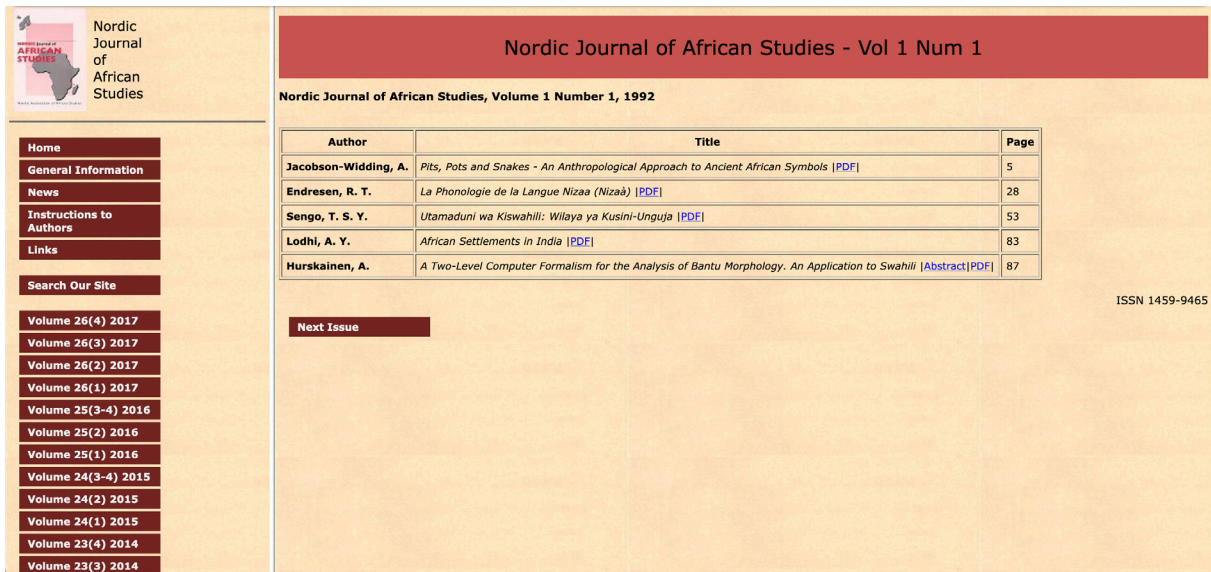 NORDIC Journal of
AFRICAN
STUDIES
Nordic
Journal
of
African
Studies
Home
General Information
News
Instructions to
Authors
Links
Search Our Site
Volume 26(4) 2017
Volume 26(3) 2017
Volume 26(2) 2017
Volume 26(1) 2017
Volume 25(3-4) 2016
Volume 25(2) 2016
Volume 25(1) 2016
Volume 24(3-4) 2015
Volume 24(2) 2015
Volume 24(1) 2015
Volume 23(4) 2014
Volume 23(3) 2014
Nordic Journal of African Studies - Vol 1 Num 1
Nordic Journal of African Studies, Volume 1 Number 1, 1992
Author Title Page
Jacobson-Widding, A. Pits, Pots and Snakes - An Anthropological Approach to Ancient African Symbols |PDF| 5
Endresen, R. T. La Phonologie de la Langue Nizaa (Nizaà) |PDF| 28
Sengo, T. S. Y. Utamaduni wa Kiswahili: Wilaya ya Kusini-Unguja |PDF| 53
Lodhi, A. Y. African Settlements in India |PDF| 83
Hurskainen, A. A Two-Level Computer Formalism for the Analysis of Bantu Morphology. An Application to Swahili |Abstract|PDF| 87
ISSN 1459-9465
Next Issue